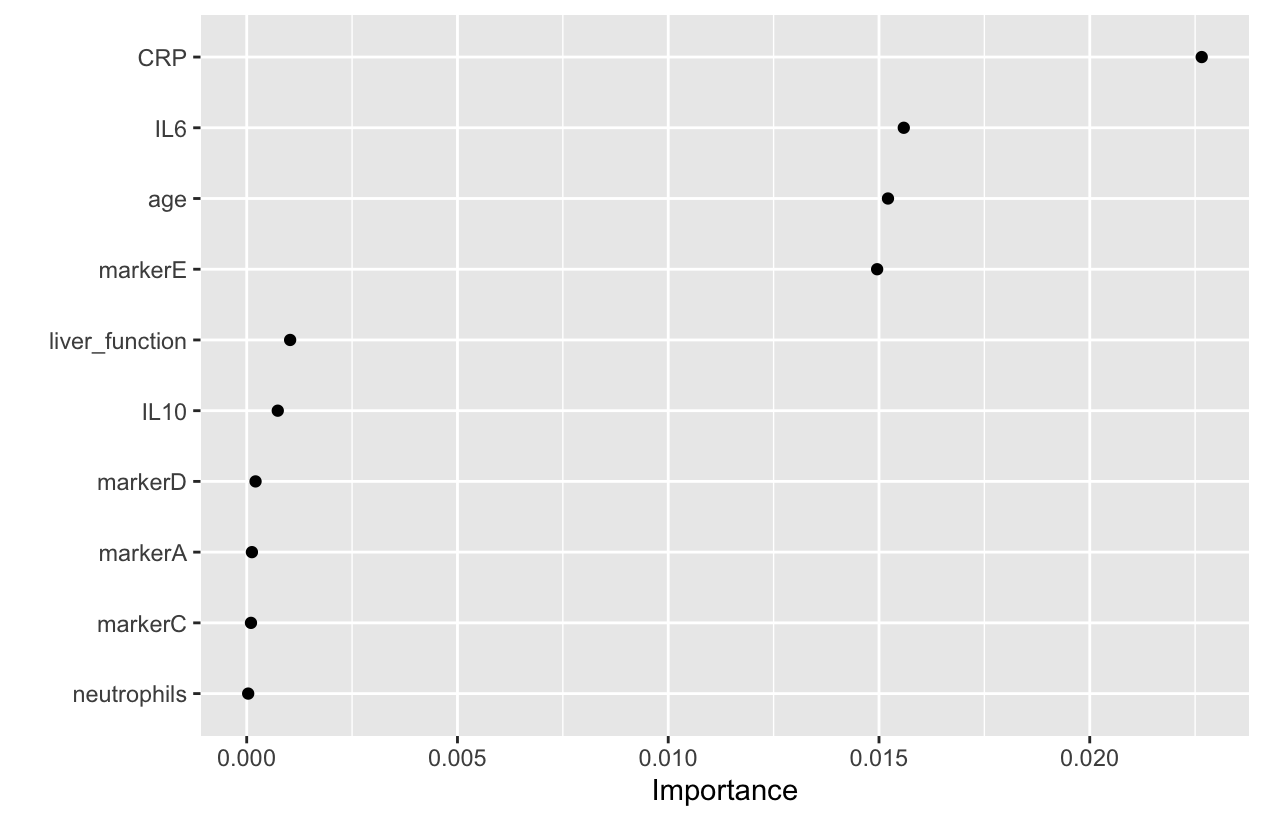 CRP
IL6
age
markerE
liver_function
IL10
markerD
markerA
markerC
neutrophils
0.000 0.005 0.010 0.015 0.020
Importance